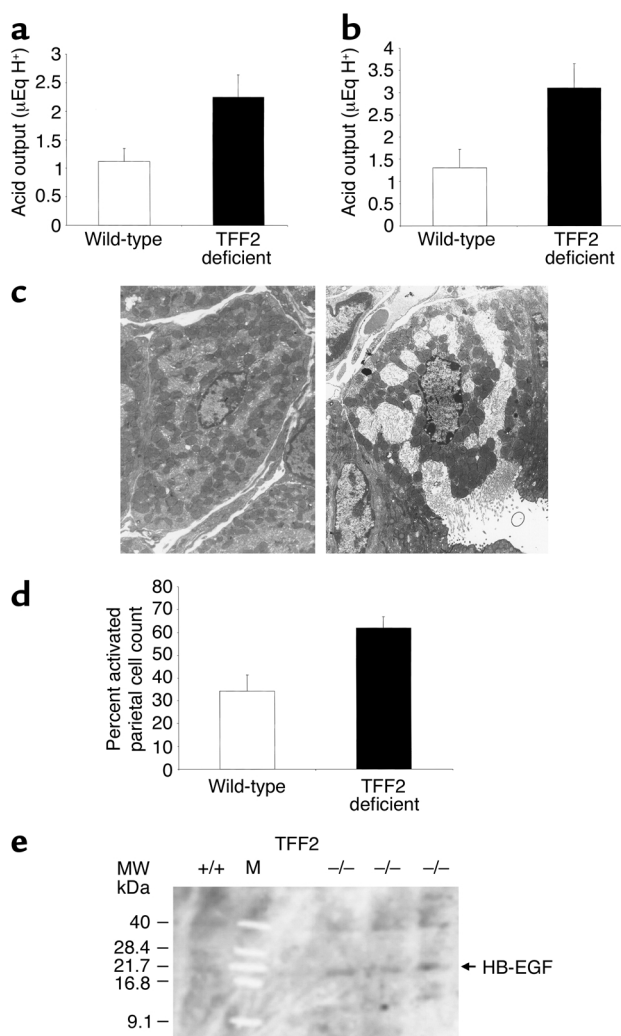 a
Acid output (μEq H⁺)
3
2.5
2
1.5
1
0.5
0
Wild-type
TFF2
deficient
b
Acid output (μEq H⁺)
4
3.5
3
2.5
2
1.5
1
0.5
0
Wild-type
TFF2
deficient
c
d
Percent activated
parietal cell count
80
70
60
50
40
30
20
10
0
Wild-type
TFF2
deficient
e
TFF2
MW
kDa
+/+ M –/– –/– –/–
40
28.4
21.7
16.8
9.1
HB-EGF